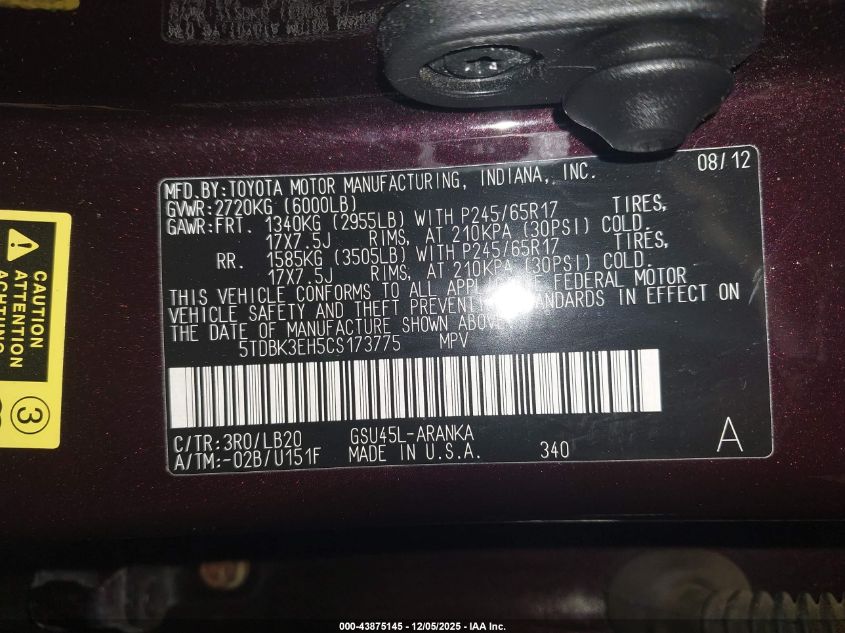 08/12
MFD. BY: TOYOTA MOTOR MANUFACTURING, INDIANA, INC.
GVWR: 2720KG (6000LB)
GAWR: FRT. 1340KG (2955LB) WITH P245/65R17 TIRES,
17X7.5J RIMS, AT 210KPA (30PSI) COLD.
RR. 1585KG (3505LB) WITH P245/65R17 TIRES,
17X7.5J RIMS, AT 210KPA (30PSI) COLD.
THIS VEHICLE CONFORMS TO ALL FEDERAL MOTOR
VEHICLE SAFETY AND THEFT STANDARDS IN EFFECT ON
THE DATE OF MANUFACTURE SHOWN
5TDBK3EH5CS173775 MPV
C/TR: 3R0/LB20 GSU45L-ARANKA
A/TM: -02B/U151F MADE IN U.S.A. 340
A
CAUTION
ATTENTION
ACHTUNG
3
000-43875145 - 12/05/2025 - IAA Inc.